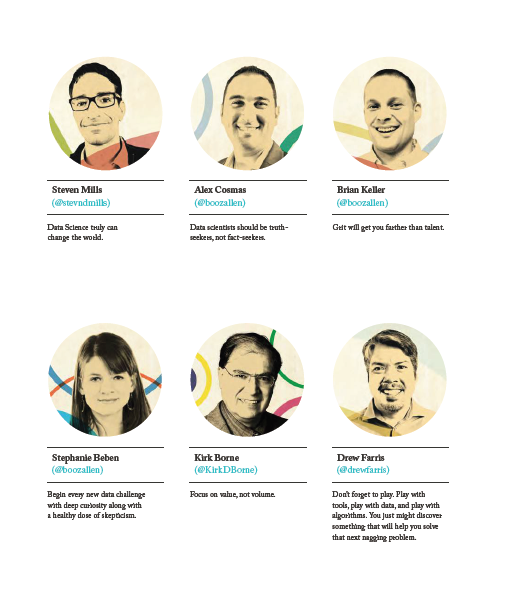 Steven Mills
(@stevndmills)
Data Science truly can
change the world.
Alex Cosmas
(@boozallen)
Data scientists should be truth-
seekers, not fact-seekers.
Brian Keller
(@boozallen)
Grit will get you farther than talent.
Stephanie Beben
(@boozallen)
Begin every new data challenge
with deep curiosity along with
a healthy dose of skepticism.
Kirk Borne
(@KirkDBorne)
Focus on value, not volume.
Drew Farris
(@drewfarris)
Don't forget to play. Play with
tools, play with data, and play with
algorithms. You just might discover
something that will help you solve
that next nagging problem.